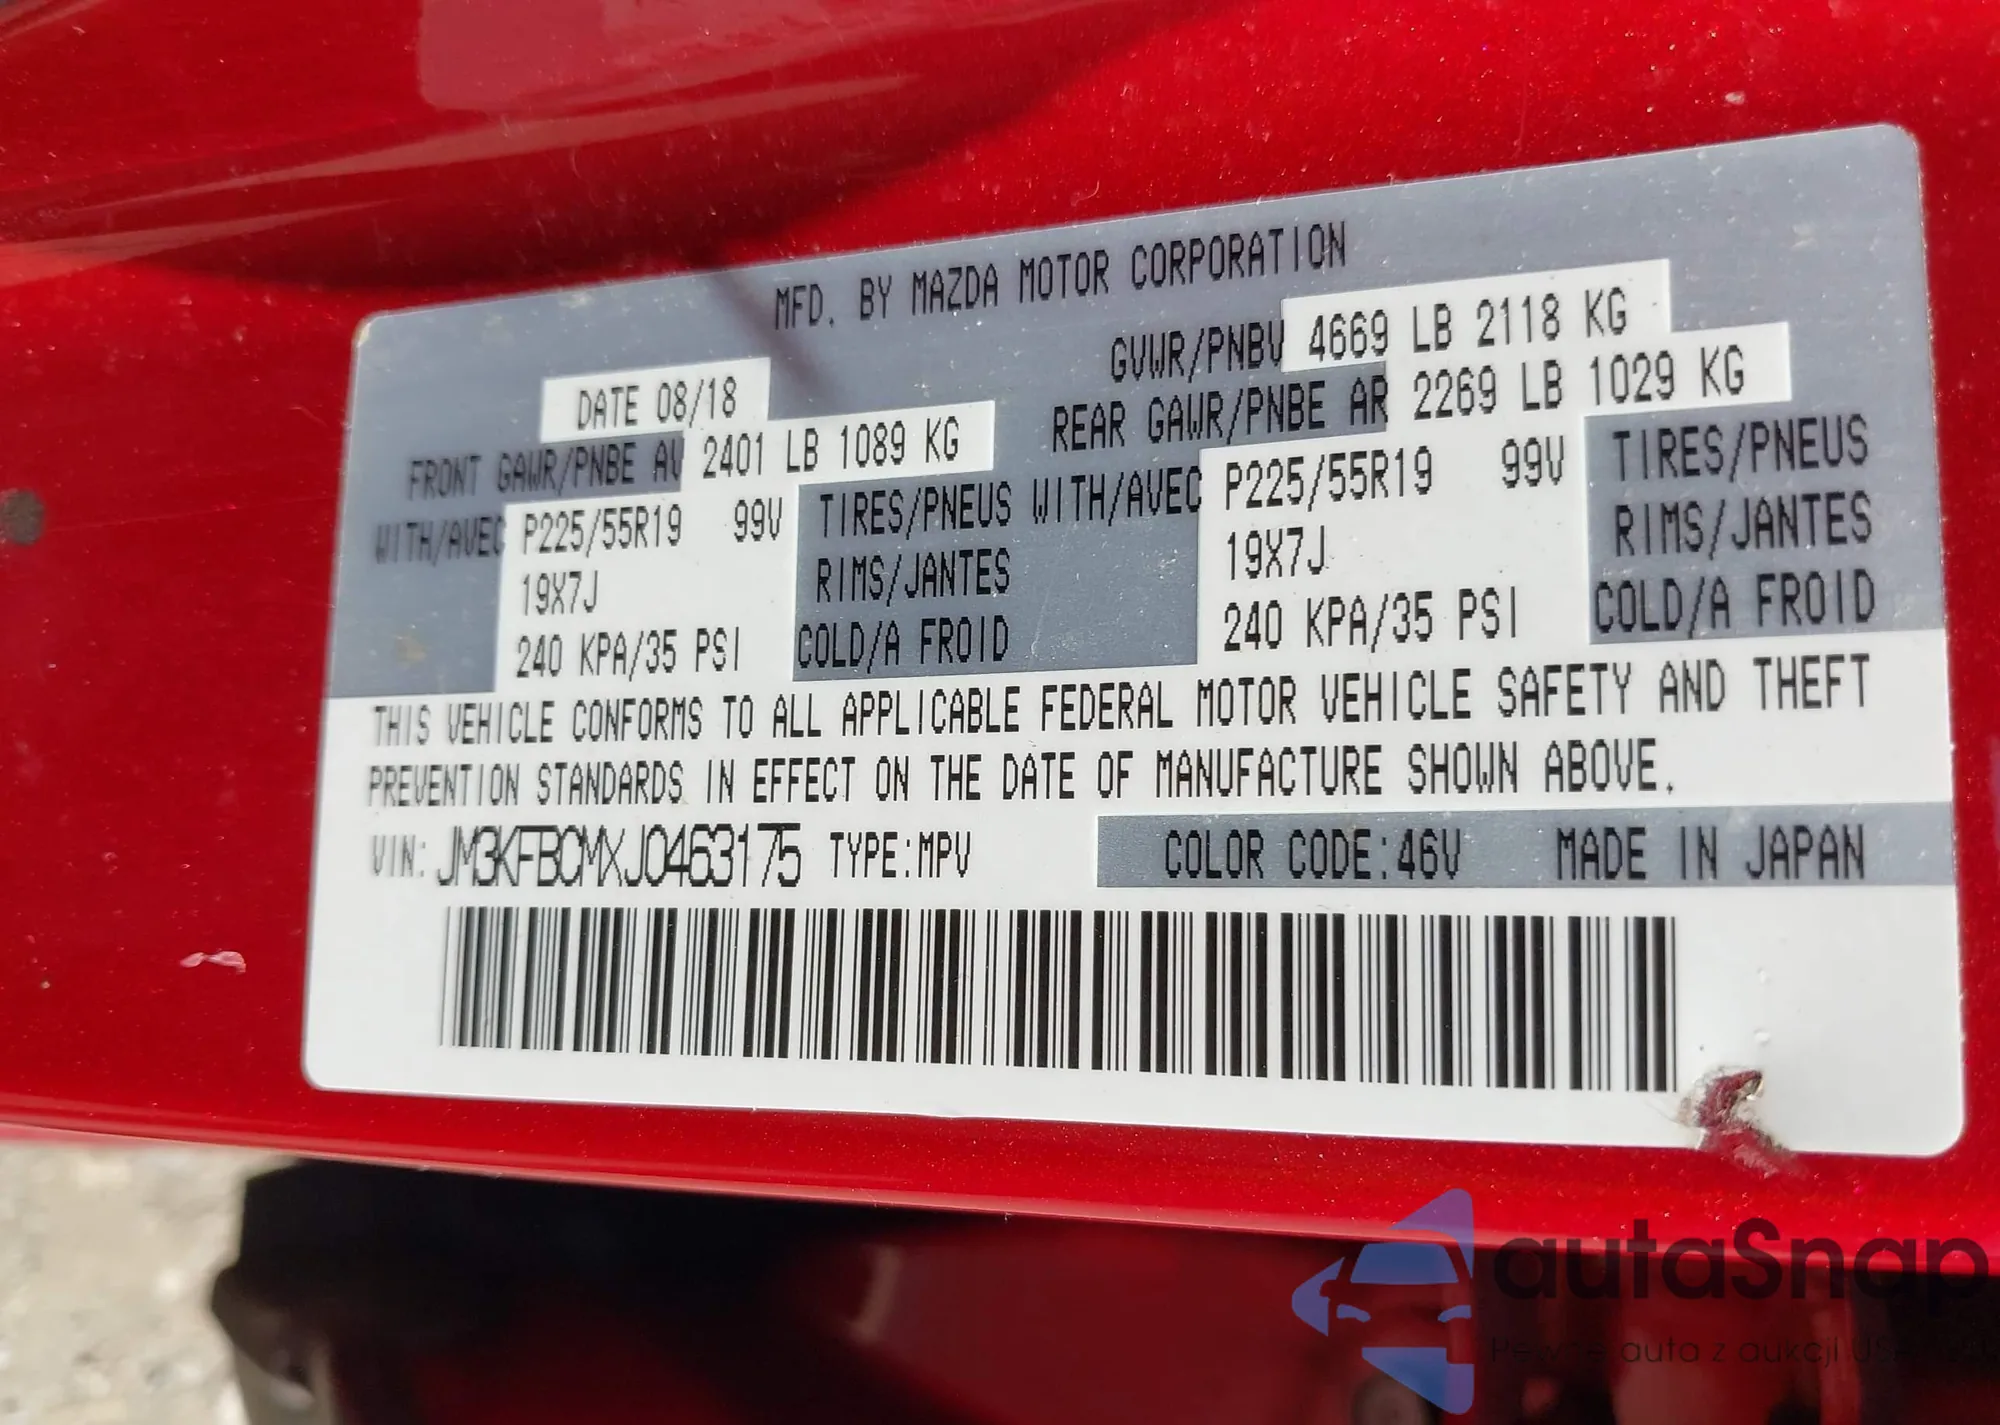 MFD. BY MAZDA MOTOR CORPORATION
DATE 08/18 GVWR/PNBV 4669 LB 2118 KG
FRONT GAWR/PNBE AV 2401 LB 1089 KG REAR GAWR/PNBE AR 2269 LB 1029 KG
WITH/AVEC P225/55R19 99V TIRES/PNEUS WITH/AVEC P225/55R19 99V TIRES/PNEUS
19X7J RIMS/JANTES 19X7J RIMS/JANTES
240 KPA/35 PSI COLD/A FROID 240 KPA/35 PSI COLD/A FROID
THIS VEHICLE CONFORMS TO ALL APPLICABLE FEDERAL MOTOR VEHICLE SAFETY AND THEFT
PREVENTION STANDARDS IN EFFECT ON THE DATE OF MANUFACTURE SHOWN ABOVE.
VIN: JM3KFBCMXJ0463175 TYPE:MPV COLOR CODE:46V MADE IN JAPAN
autaSnap
auta z aukcji